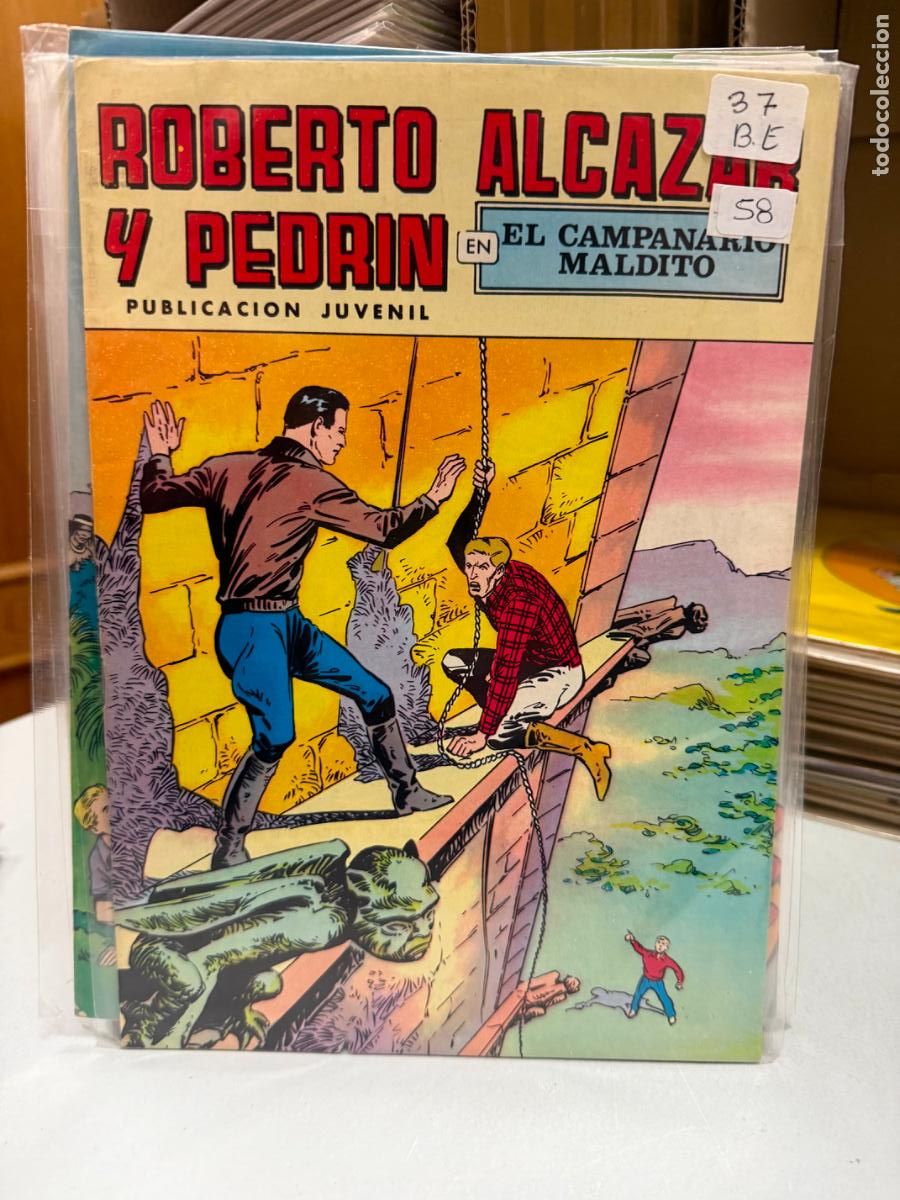 ROBERTO ALCAZAR
Y PEDRIN
EN
EL CAMPANARIO
MALDITO
PUBLICACION JUVENIL
37
B.E
58
todocoleccion